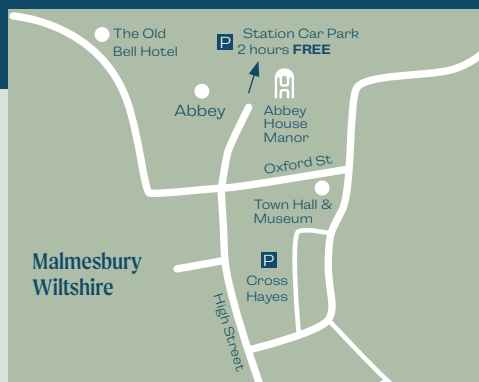 The Old
Bell Hotel
P
Station Car Park
2 hours FREE
Abbey
Abbey
House
Manor
Oxford St
Town Hall &
Museum
Malmesbury
Wiltshire
P
Cross
Hayes
High Street